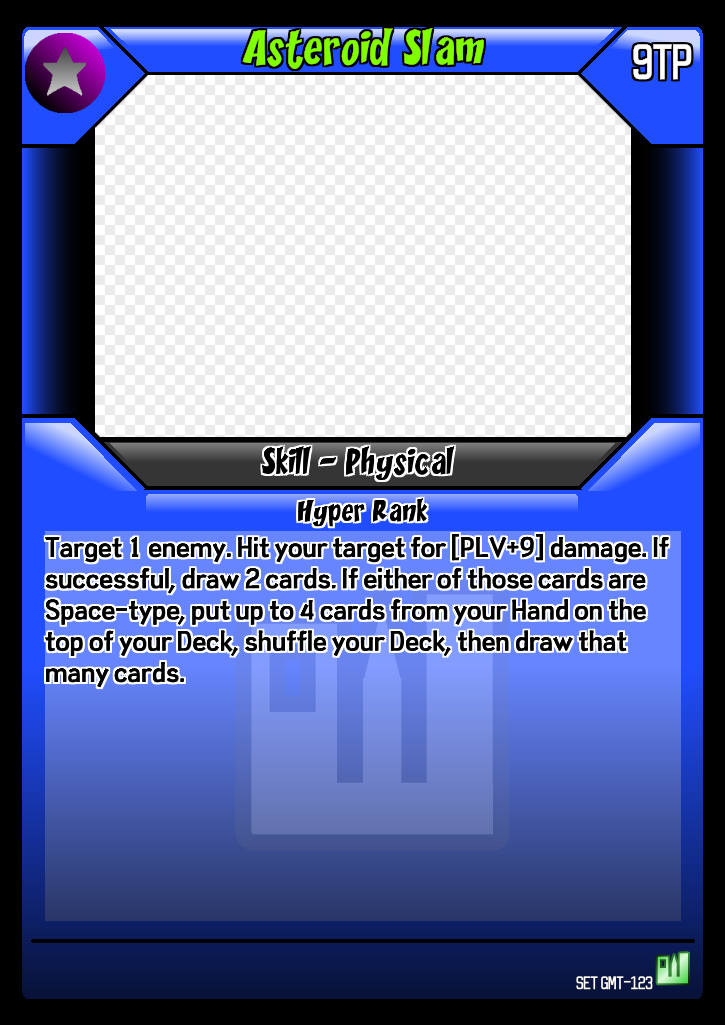 Asteroid Slam
9TP
Skill - Physical
Hyper Rank
Target 1 enemy. Hit your target for [PLV+9] damage. If
successful, draw 2 cards. If either of those cards are
Space-type, put up to 4 cards from your Hand on the
top of your Deck, shuffle your Deck, then draw that
many cards.
SET GMT-123